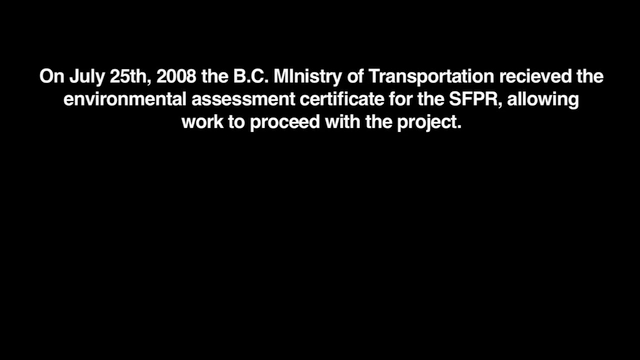 On July 25th, 2008 the B.C. MInistry of Transportation recieved the
environmental assessment certificate for the SFPR, allowing
work to proceed with the project.